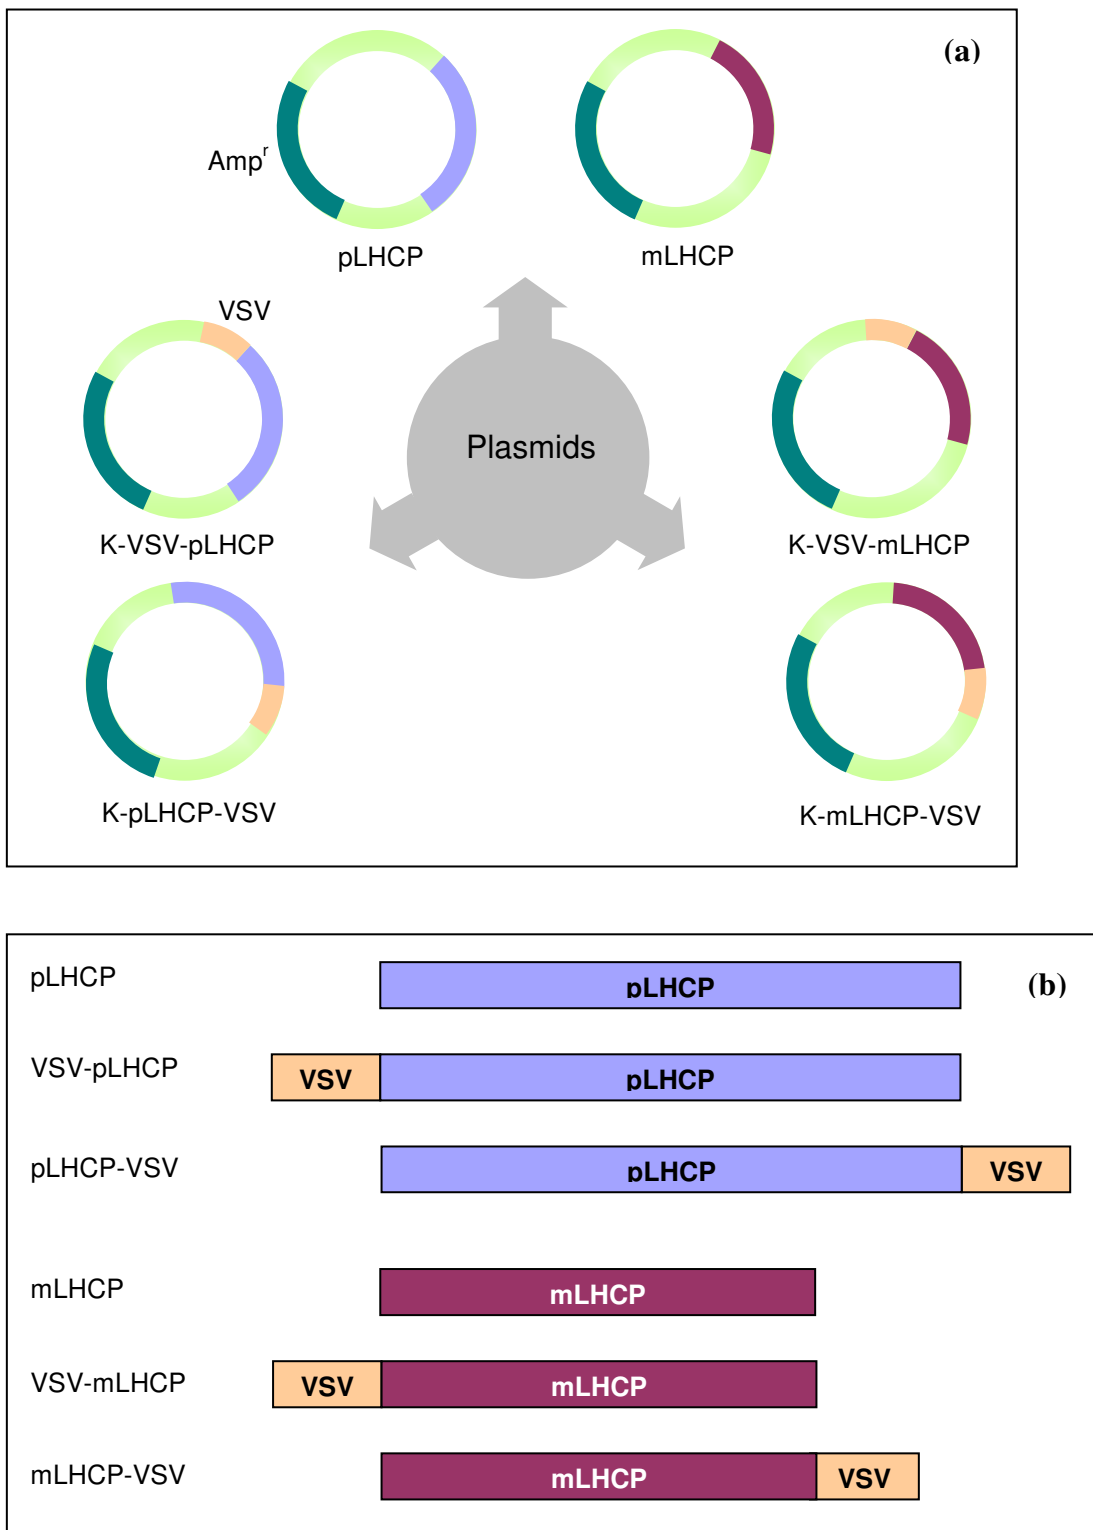 (a)
Ampʳ
pLHCP
mLHCP
VSV
Plasmids
K-VSV-pLHCP
K-VSV-mLHCP
K-pLHCP-VSV
K-mLHCP-VSV
(b)
pLHCP pLHCP
VSV-pLHCP VSV pLHCP
pLHCP-VSV pLHCP VSV
mLHCP mLHCP
VSV-mLHCP VSV mLHCP
mLHCP-VSV mLHCP VSV